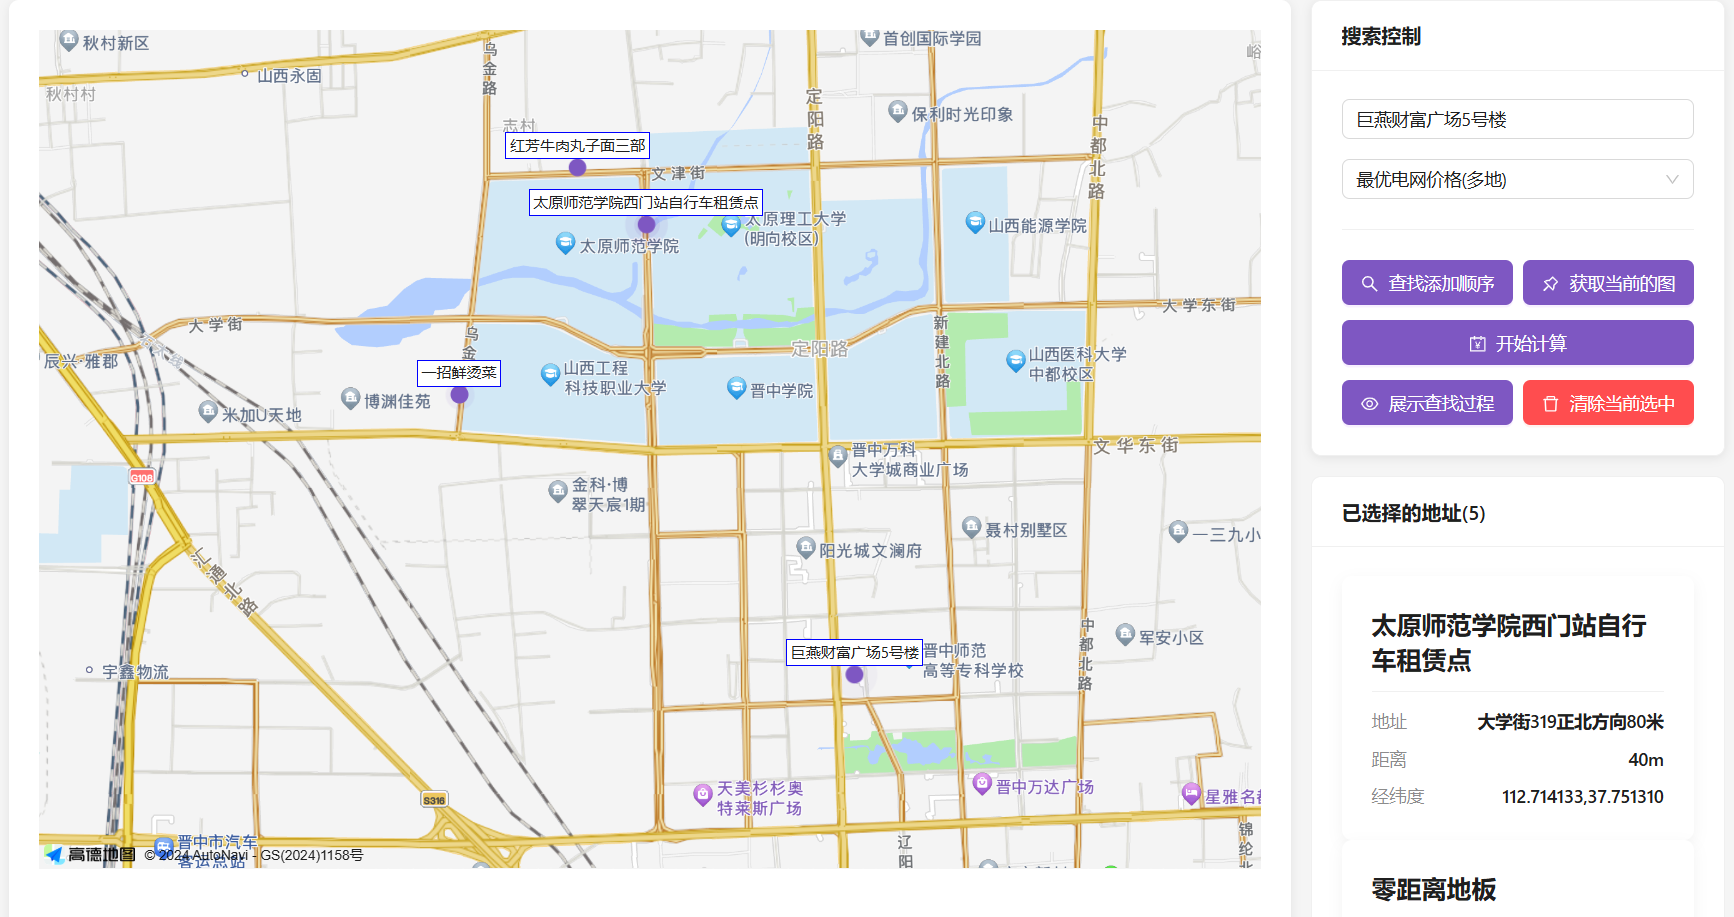 秋村新区
山西永固
秋村村
乌金路
志村
首创国际学园
峪
定阳路
保利时光印象
中都北路
红芳牛肉丸子面三部
文津街
太原师范学院西门站自行车租赁点
太原师范学院
太原理工大学
(明向校区)
山西能源学院
大学街
大学东街
辰兴·雅郡
乌金
新建北路
定阳路
一招鲜烫菜
山西工程
科技职业大学
晋中学院
山西医科大学
中都校区
米加U天地
博渊佳苑
文华东街
晋中万科
大学城商业广场
G108
金科·博
翠天宸1期
聂村别墅区
一三九小
阳光城文澜府
汇通北路
中都北路
军安小区
巨燕财富广场5号楼
晋中师范
高等专科学校
宇鑫物流
天美杉杉奥
特莱斯广场
晋中万达广场
星雅名都
S316
晋中市汽车
客运总站
辽阳
锦纶北
高德地图
© 2024 AutoNavi - GS(2024)1158号
搜索控制
巨燕财富广场5号楼
最优电网价格(多地)
查找添加顺序
获取当前的图
开始计算
展示查找过程
清除当前选中
已选择的地址(5)
太原师范学院西门站自行
车租赁点
地址 大学街319正北方向80米
距离 40m
经纬度 112.714133,37.751310
零距离地板